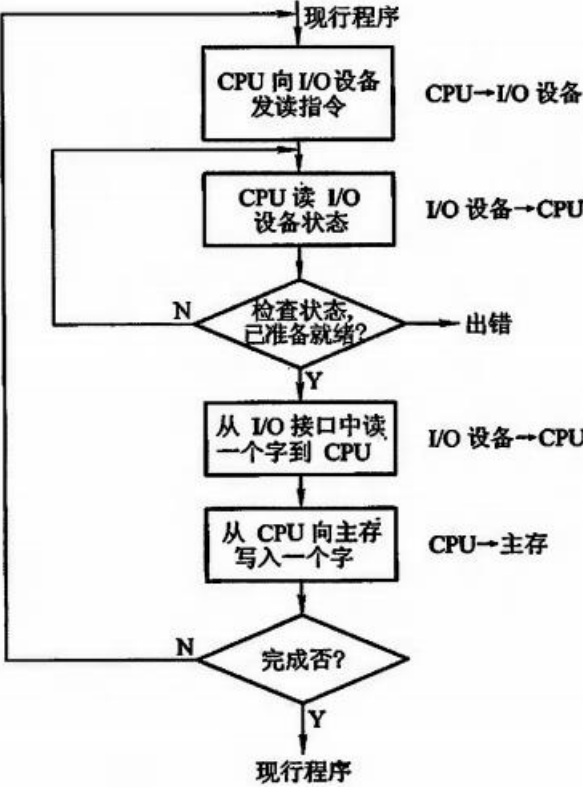 现行程序
CPU 向 I/O 设备
发读指令
CPU→I/O 设备
CPU 读 I/O
设备状态
I/O 设备→CPU
N
检查状态,
已准备就绪?
出错
Y
从 I/O 接口中读
一个字到 CPU
I/O 设备→CPU
从 CPU 向主存
写入一个字
CPU→主存
N
完成否?
Y
现行程序